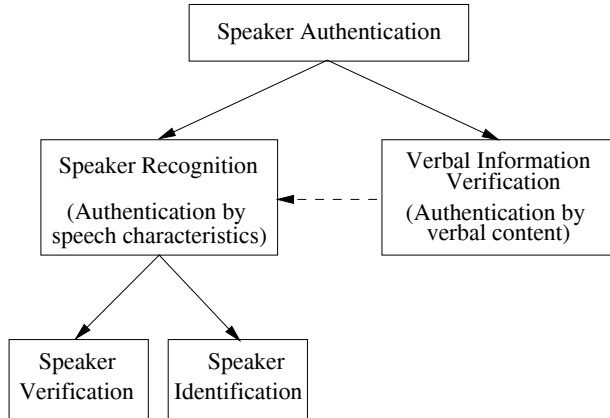 Speaker Authentication
Speaker Recognition
(Authentication by
speech characteristics)
Verbal Information
Verification
(Authentication by
verbal content)
Speaker
Verification
Speaker
Identification